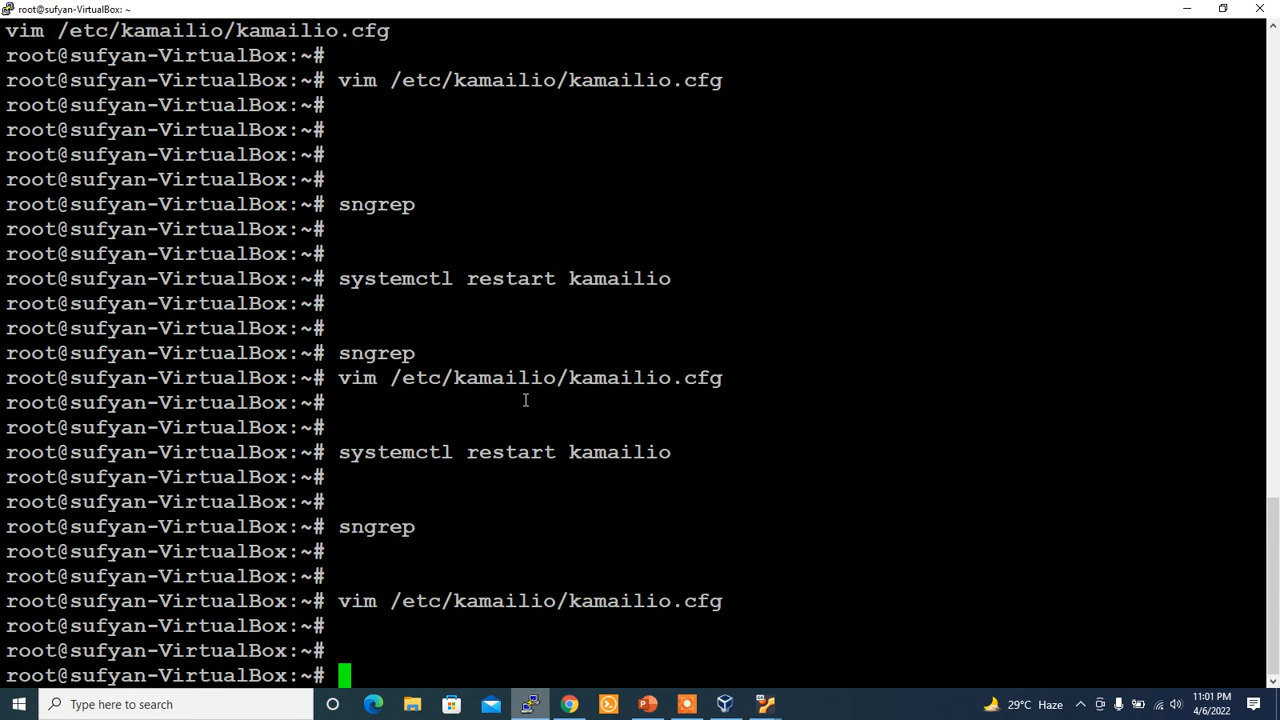 root@sufyan-VirtualBox: ~
vim /etc/kamailio/kamailio.cfg
root@sufyan-VirtualBox:~#
root@sufyan-VirtualBox:~# vim /etc/kamailio/kamailio.cfg
root@sufyan-VirtualBox:~#
root@sufyan-VirtualBox:~#
root@sufyan-VirtualBox:~#
root@sufyan-VirtualBox:~#
root@sufyan-VirtualBox:~# sngrep
root@sufyan-VirtualBox:~#
root@sufyan-VirtualBox:~#
root@sufyan-VirtualBox:~# systemctl restart kamailio
root@sufyan-VirtualBox:~#
root@sufyan-VirtualBox:~#
root@sufyan-VirtualBox:~# sngrep
root@sufyan-VirtualBox:~# vim /etc/kamailio/kamailio.cfg
root@sufyan-VirtualBox:~#
root@sufyan-VirtualBox:~#
root@sufyan-VirtualBox:~# systemctl restart kamailio
root@sufyan-VirtualBox:~#
root@sufyan-VirtualBox:~#
root@sufyan-VirtualBox:~# sngrep
root@sufyan-VirtualBox:~#
root@sufyan-VirtualBox:~#
root@sufyan-VirtualBox:~# vim /etc/kamailio/kamailio.cfg
root@sufyan-VirtualBox:~#
root@sufyan-VirtualBox:~#
root@sufyan-VirtualBox:~#
Type here to search
29°C Haze
11:01 PM
4/6/2022